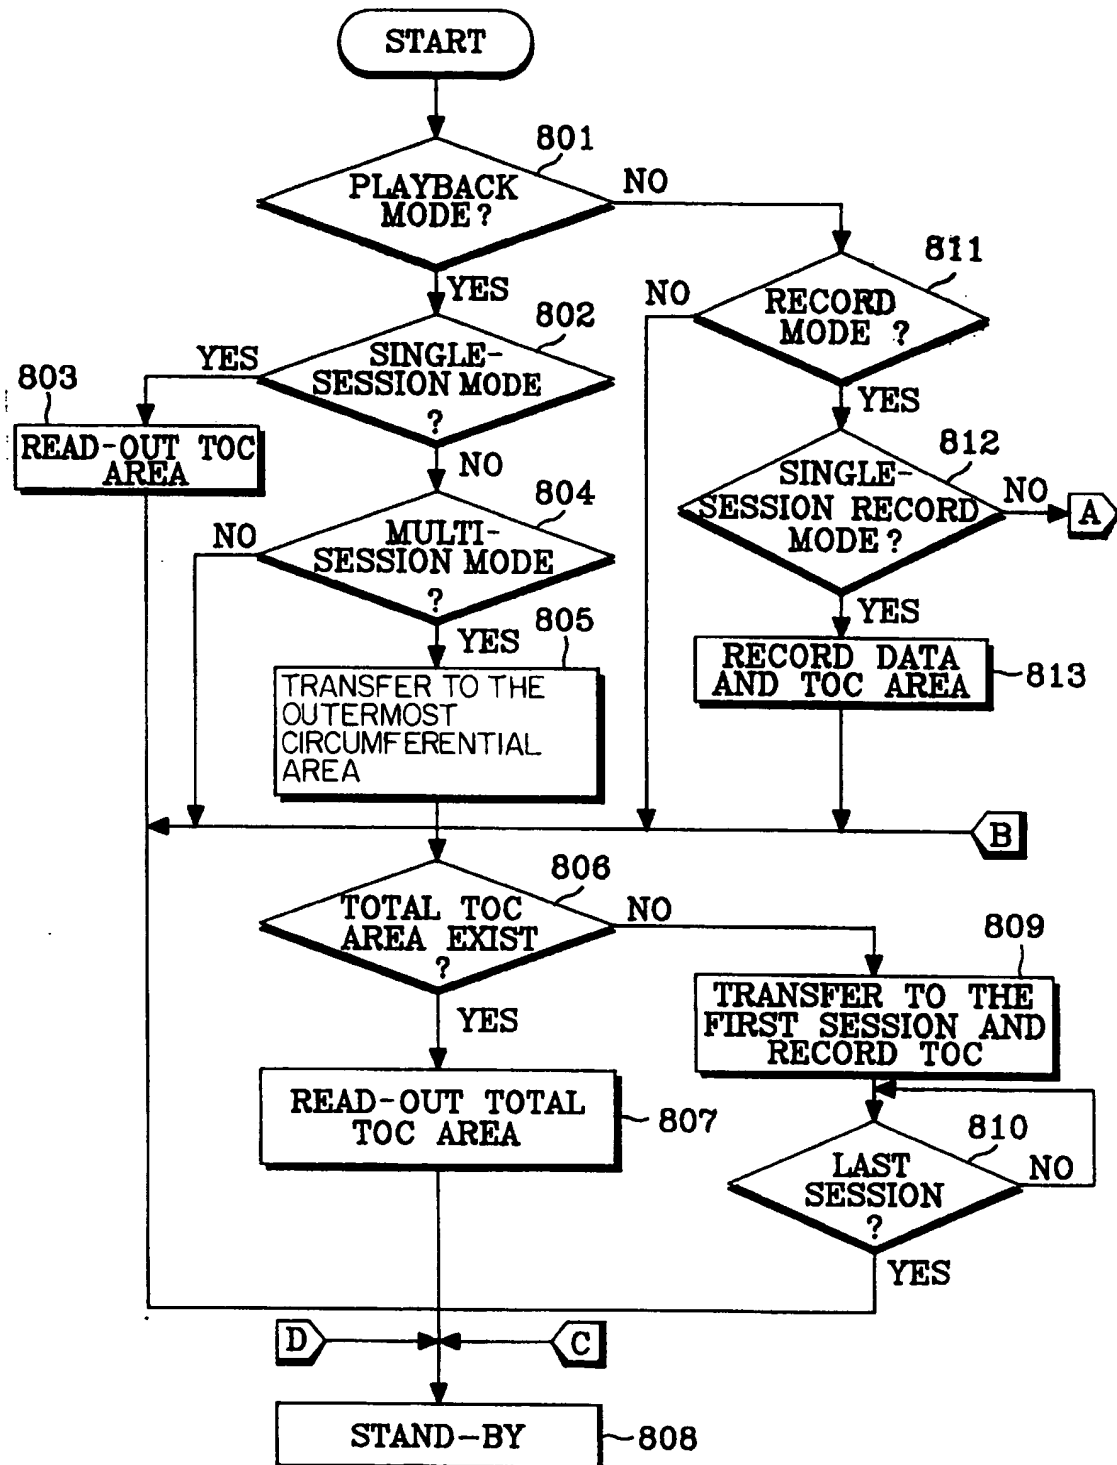 START
801
PLAYBACK
MODE?
NO
YES
811
RECORD
MODE ?
NO
YES
802
SINGLE-
SESSION MODE
?
YES
NO
803
READ-OUT TOC
AREA
812
SINGLE-
SESSION RECORD
MODE?
NO
A
YES
804
MULTI-
SESSION MODE
?
NO
YES
805
TRANSFER TO THE
OUTERMOST
CIRCUMFERENTIAL
AREA
RECORD DATA
AND TOC AREA
813
B
806
TOTAL TOC
AREA EXIST
?
NO
YES
809
TRANSFER TO THE
FIRST SESSION AND
RECORD TOC
READ-OUT TOTAL
TOC AREA
807
810
LAST
SESSION
?
NO
YES
D
C
STAND-BY
808